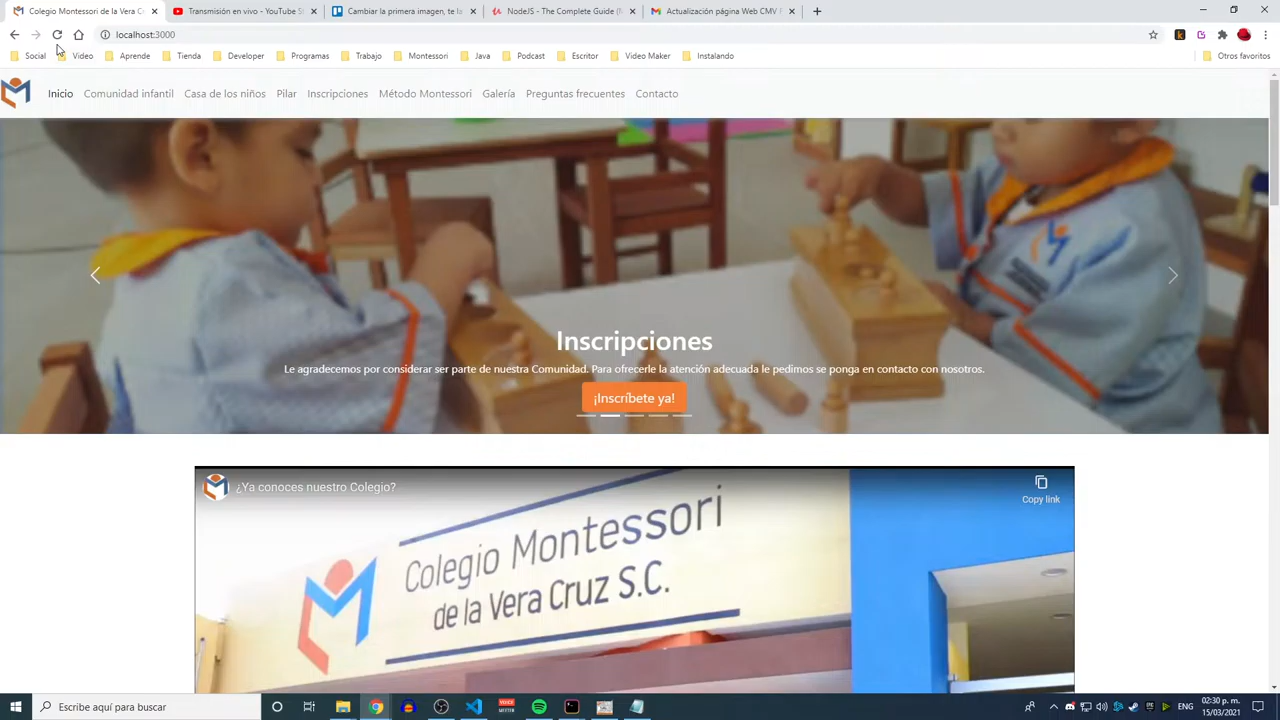 Colegio Montessori de la Vera C
Transmisión en vivo - YouTube S
Cambiar la primera imagen, te la
NodeJS - The Complete Guide (
Actualización página Web CMV
localhost:3000
Social
Video
Aprende
Tienda
Developer
Programas
Trabajo
Montessori
Java
Podcast
Escritor
Video Maker
Instalando
Otros favoritos
Inicio
Comunidad infantil
Casa de los niños
Pilar
Inscripciones
Método Montessori
Galería
Preguntas frecuentes
Contacto
Inscripciones
Le agradecemos por considerar ser parte de nuestra Comunidad. Para ofrecerle la atención adecuada le pedimos se ponga en contacto con nosotros.
¡Inscríbete ya!
¿Ya conoces nuestro Colegio?
Copy link
Colegio Montessori
de la Vera Cruz S.C.
Escribe aquí para buscar
ENG
02:30 p. m.
15/03/2021